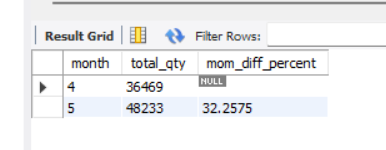 Result Grid Filter Rows:
month total_qty mom_diff_percent
4 36469 NULL
5 48233 32.2575